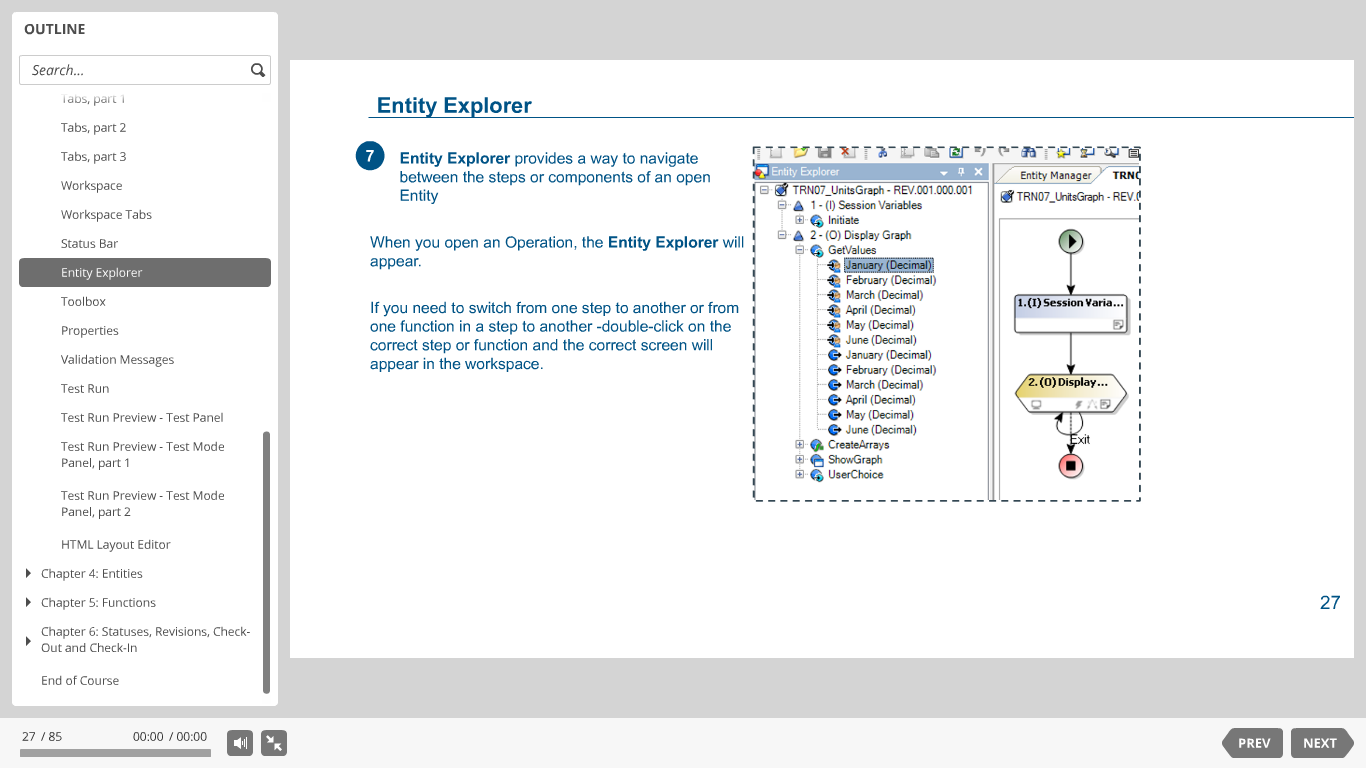 OUTLINE
Search...
Tabs, part 1
Tabs, part 2
Tabs, part 3
Workspace
Workspace Tabs
Status Bar
Entity Explorer
Toolbox
Properties
Validation Messages
Test Run
Test Run Preview - Test Panel
Test Run Preview - Test Mode
Panel, part 1
Test Run Preview - Test Mode
Panel, part 2
HTML Layout Editor
Chapter 4: Entities
Chapter 5: Functions
Chapter 6: Statuses, Revisions, Check-
Out and Check-In
End of Course
Entity Explorer
7
Entity Explorer provides a way to navigate
between the steps or components of an open
Entity
When you open an Operation, the Entity Explorer will
appear.
If you need to switch from one step to another or from
one function in a step to another -double-click on the
correct step or function and the correct screen will
appear in the workspace.
Entity Explorer
TRN07_UnitsGraph - REV.001.000.001
1 - (I) Session Variables
Initiate
2 - (O) Display Graph
GetValues
January (Decimal)
February (Decimal)
March (Decimal)
April (Decimal)
May (Decimal)
June (Decimal)
January (Decimal)
February (Decimal)
March (Decimal)
April (Decimal)
May (Decimal)
June (Decimal)
CreateArrays
ShowGraph
UserChoice
Entity Manager
TRN0
TRN07_UnitsGraph - REV.0
1.(I) Session Varia...
2.(O) Display...
Exit
27
27 / 85
00:00 / 00:00
PREV
NEXT